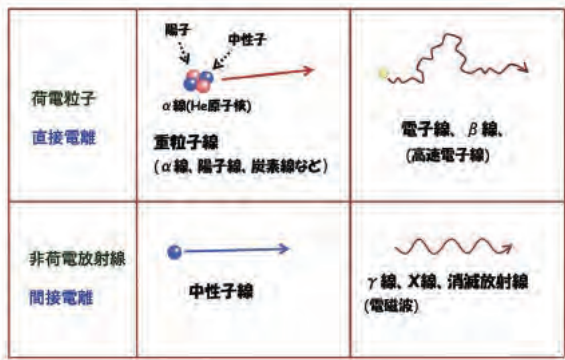 荷電粒子
直接電離
陽子
中性子
α線(He原子核)
重粒子線
(α線、陽子線、炭素線など)
電子線、β線、
(高速電子線)
非荷電放射線
間接電離
中性子線
γ線、X線、消滅放射線
(電磁波)